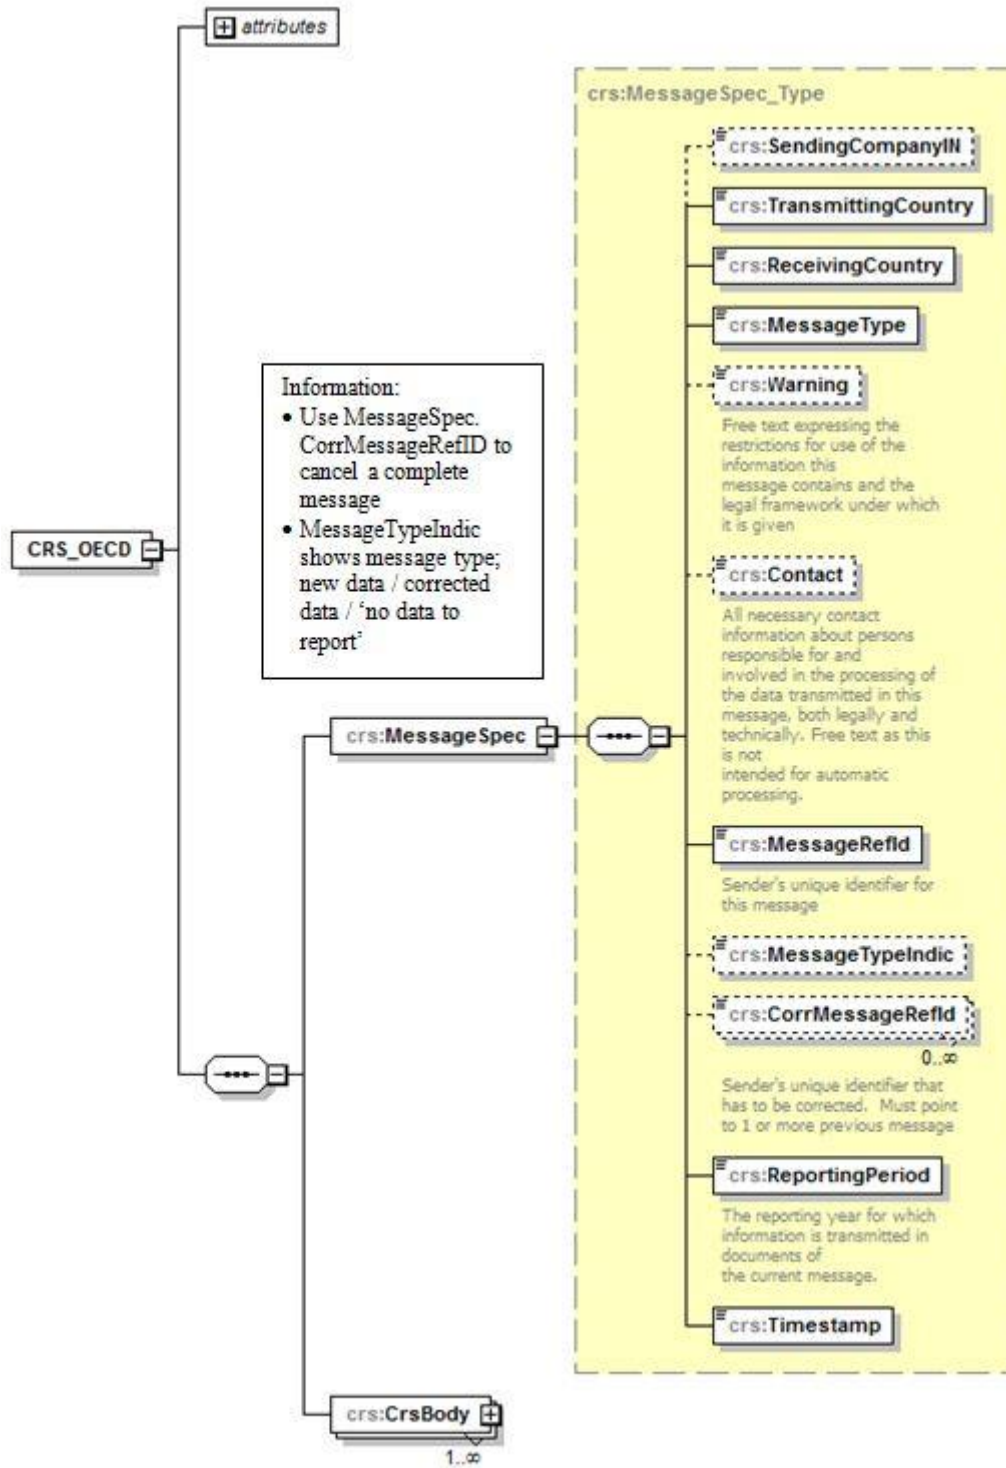 attributes
crs:MessageSpec_Type
crs:SendingCompanyIN
crs:TransmittingCountry
crs:ReceivingCountry
crs:MessageType
crs:Warning
Free text expressing the
restrictions for use of the
information this
message contains and the
legal framework under which
it is given
Information:
• Use MessageSpec.
CorrMessageRefID to
cancel a complete
message
• MessageTypeIndic
shows message type;
new data / corrected
data / ‘no data to
report’
CRS_OECD
crs:Contact
All necessary contact
information about persons
responsible for and
involved in the processing of
the data transmitted in this
message, both legally and
technically. Free text as this
is not
intended for automatic
processing.
crs:MessageSpec
crs:MessageRefId
Sender's unique identifier for
this message
crs:MessageTypeIndic
crs:CorrMessageRefId
0..∞
Sender's unique identifier that
has to be corrected. Must point
to 1 or more previous message
crs:ReportingPeriod
The reporting year for which
information is transmitted in
documents of
the current message.
crs:Timestamp
crs:CrsBody
1..∞